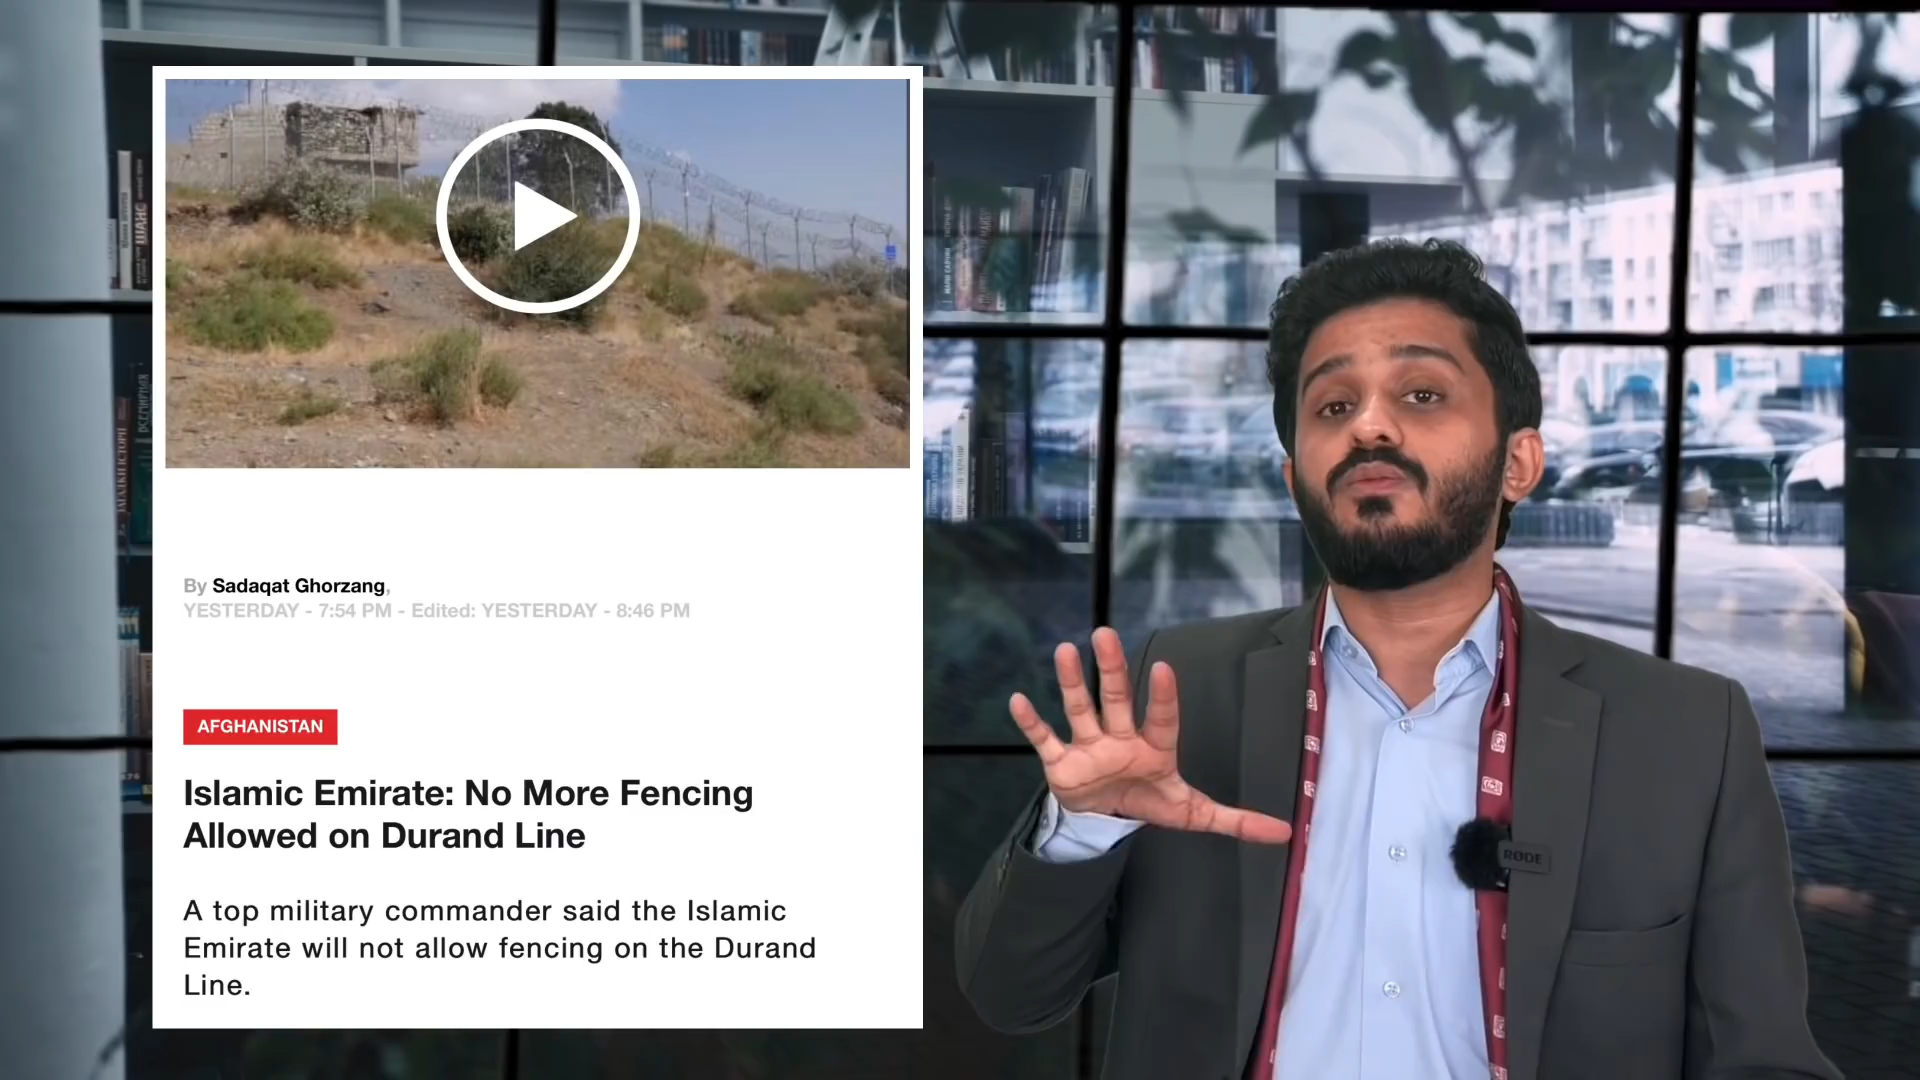 By Sadaqat Ghorzang,
YESTERDAY - 7:54 PM - Edited: YESTERDAY - 8:46 PM
AFGHANISTAN
Islamic Emirate: No More Fencing
Allowed on Durand Line
A top military commander said the Islamic
Emirate will not allow fencing on the Durand
Line.
RØDE